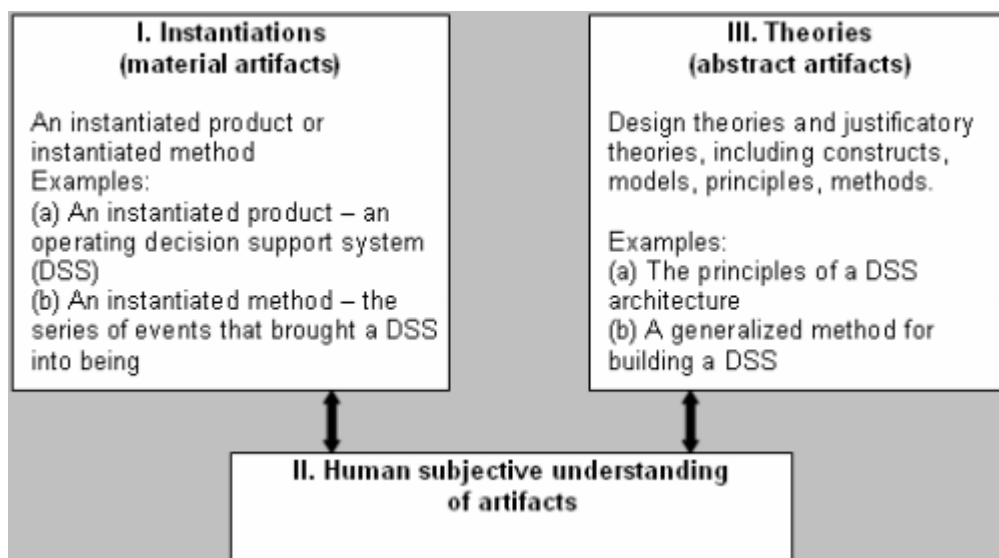 I. Instantiations
(material artifacts)
An instantiated product or
instantiated method
Examples:
(a) An instantiated product – an
operating decision support system
(DSS)
(b) An instantiated method – the
series of events that brought a DSS
into being
III. Theories
(abstract artifacts)
Design theories and justificatory
theories, including constructs,
models, principles, methods.
Examples:
(a) The principles of a DSS
architecture
(b) A generalized method for
building a DSS
II. Human subjective understanding
of artifacts